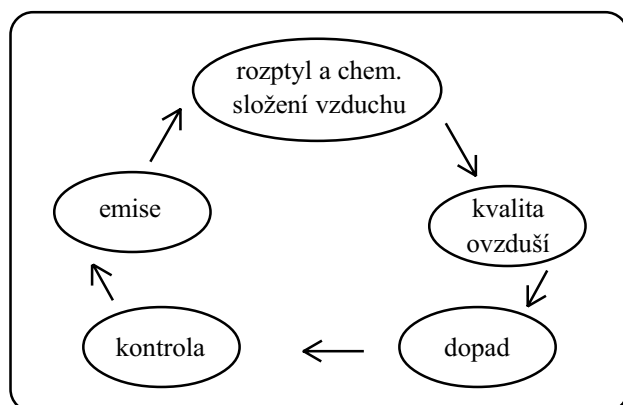 rozptyl a chem.
složení vzduchu
emise
kvalita
ovzduší
kontrola
dopad